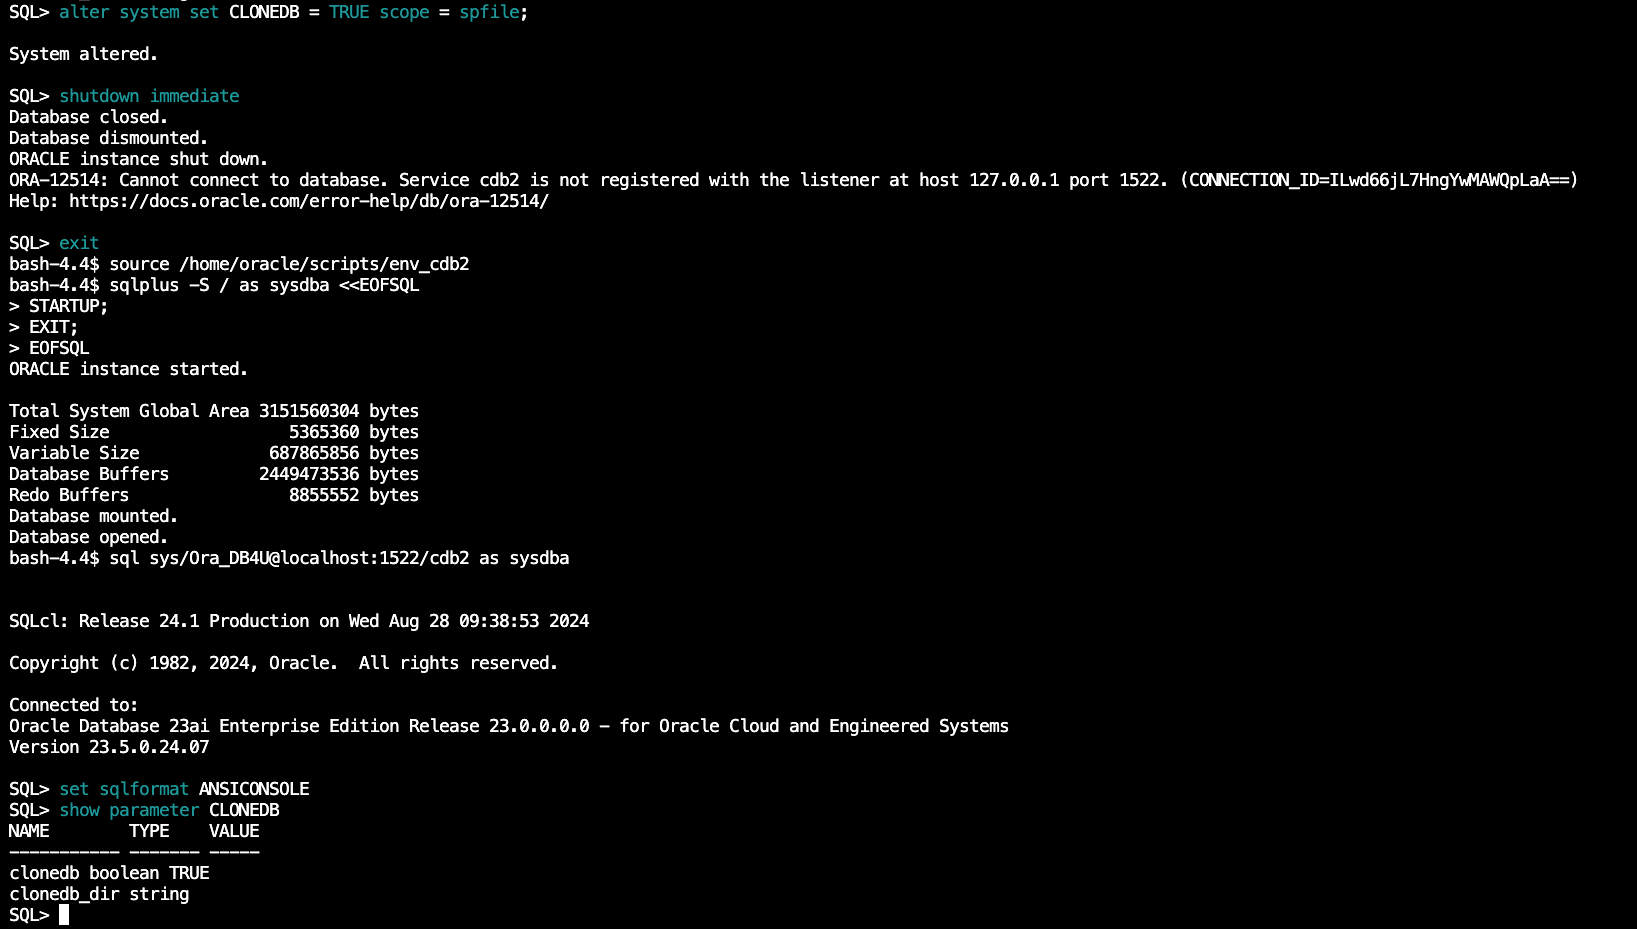 SQL> alter system set CLONEDB = TRUE scope = spfile;
System altered.
SQL> shutdown immediate
Database closed.
Database dismounted.
ORACLE instance shut down.
ORA-12514: Cannot connect to database. Service cdb2 is not registered with the listener at host 127.0.0.1 port 1522. (CONNECTION_ID=ILwd66jL7HngYwMAWQpLaA==)
Help: https://docs.oracle.com/error-help/db/ora-12514/
SQL> exit
bash-4.4$ source /home/oracle/scripts/env_cdb2
bash-4.4$ sqlplus -S / as sysdba <<EOFSQL
> STARTUP;
> EXIT;
> EOFSQL
ORACLE instance started.
Total System Global Area 3151560304 bytes
Fixed Size                  5365360 bytes
Variable Size             687865856 bytes
Database Buffers         2449473536 bytes
Redo Buffers                8855552 bytes
Database mounted.
Database opened.
bash-4.4$ sql sys/Ora_DB4U@localhost:1522/cdb2 as sysdba
SQLcl: Release 24.1 Production on Wed Aug 28 09:38:53 2024
Copyright (c) 1982, 2024, Oracle.  All rights reserved.
Connected to:
Oracle Database 23ai Enterprise Edition Release 23.0.0.0.0 - for Oracle Cloud and Engineered Systems
Version 23.5.0.24.07
SQL> set sqlformat ANSICONSOLE
SQL> show parameter CLONEDB
NAME        TYPE    VALUE
----------- ------- -----
clonedb boolean TRUE
clonedb_dir string
SQL>